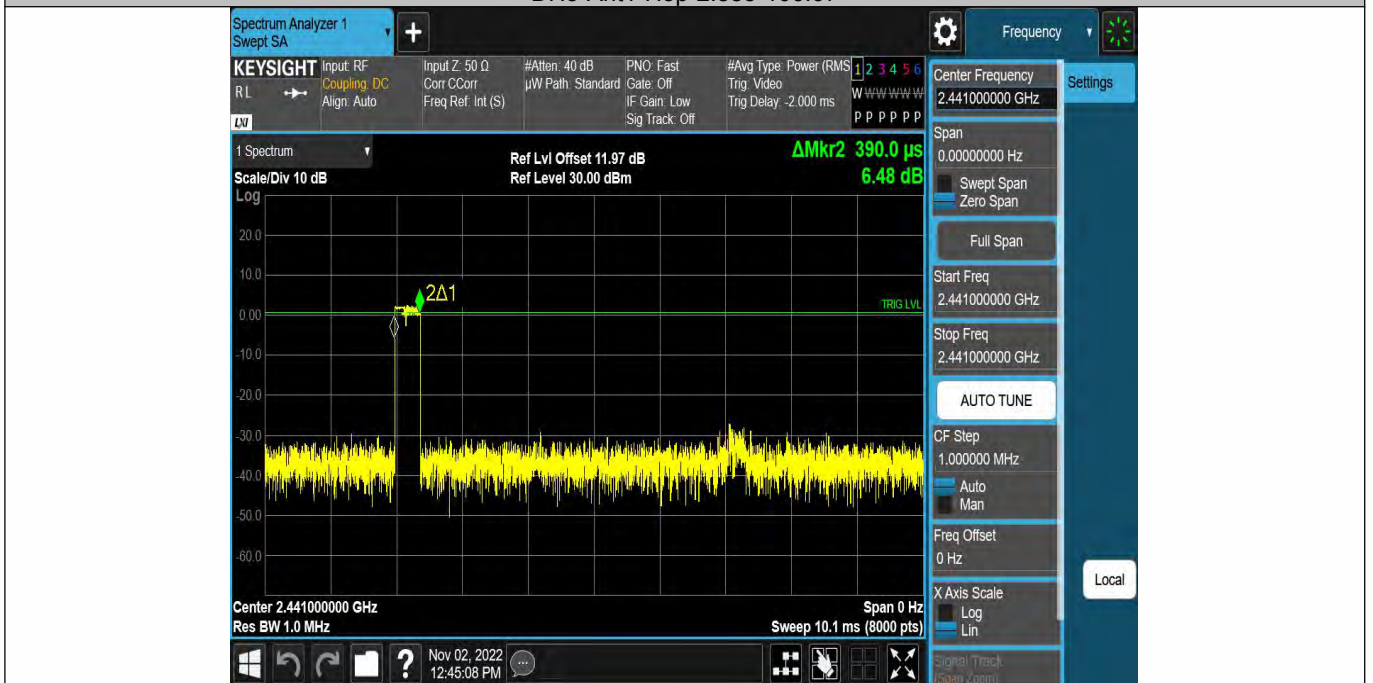 Spectrum Analyzer 1
Swept SA
Frequency
KEYSIGHT
RL
LXI
Input: RF
Coupling: DC
Align: Auto
Input Z: 50 Ω
Corr CCorr
Freq Ref: Int (S)
#Atten: 40 dB
µW Path: Standard
PNO: Fast
Gate: Off
IF Gain: Low
Sig Track: Off
#Avg Type: Power (RMS
Trig: Video
Trig Delay: -2.000 ms
1 2 3 4 5 6
W W W W W W
P P P P P P
1 Spectrum
Scale/Div 10 dB
Log
Ref Lvl Offset 11.97 dB
Ref Level 30.00 dBm
ΔMkr2 390.0 µs
6.48 dB
20.0
10.0
2Δ1
TRIG LVL
0.00
-10.0
-20.0
-30.0
-40.0
-50.0
-60.0
Center 2.441000000 GHz
Span 0 Hz
Res BW 1.0 MHz
Sweep 10.1 ms (8000 pts)
Center Frequency
2.441000000 GHz
Settings
Span
0.00000000 Hz
Swept Span
Zero Span
Full Span
Start Freq
2.441000000 GHz
Stop Freq
2.441000000 GHz
AUTO TUNE
CF Step
1.000000 MHz
Auto
Man
Freq Offset
0 Hz
Local
X Axis Scale
Log
Lin
Signal Track
(Span Zoom)
?
Nov 02, 2022
12:45:08 PM